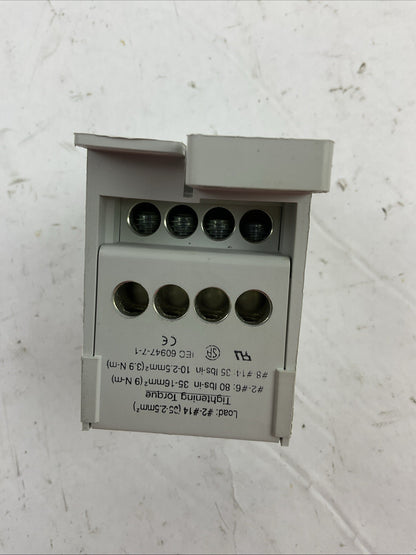 Load: #2-#14 (35-2.5mm²)
Tightening Torque
#2-#6: 80 lbs-in 35-16mm² (9 N-m)
#8-#14: 35 lbs-in 10-2.5mm² (3.9 N-m)
IEC 60947-7-1
CE